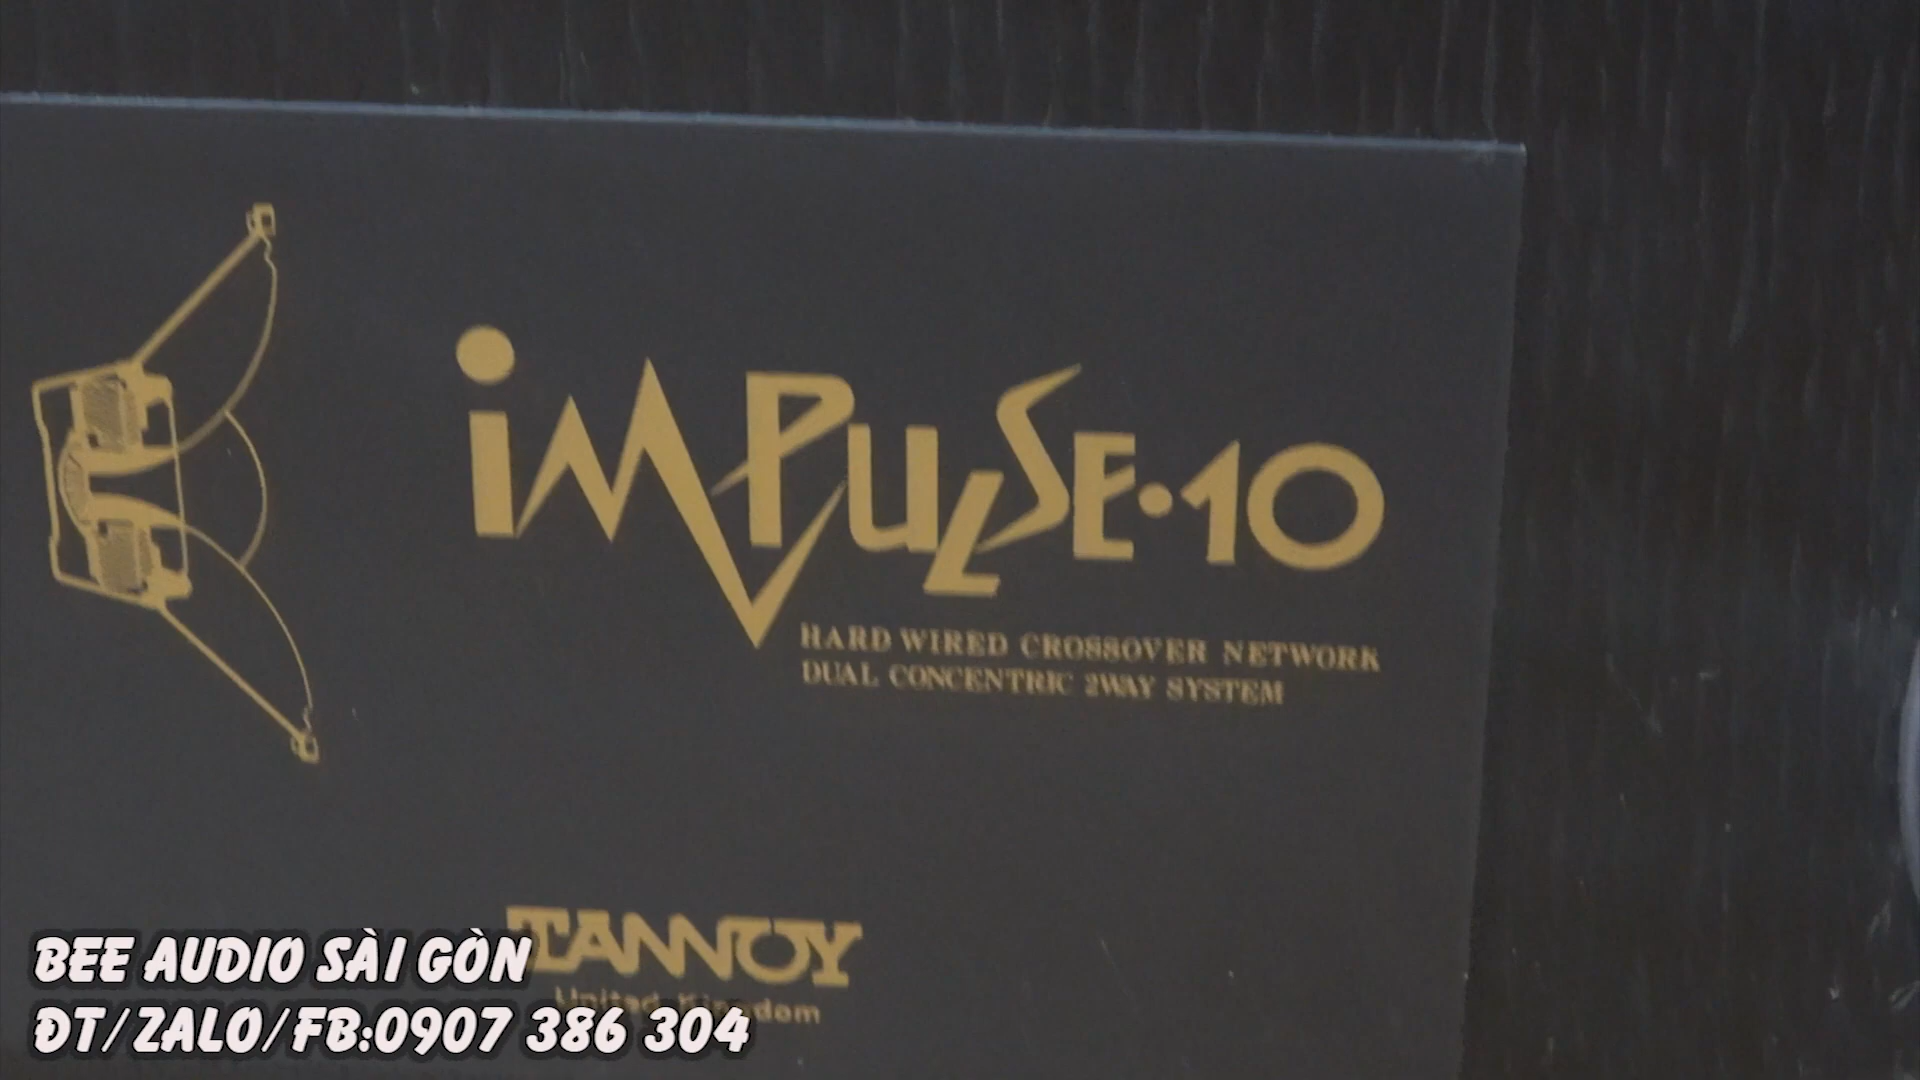 iMPULSE·10
HARD WIRED CROSSOVER NETWORK
DUAL CONCENTRIC 2WAY SYSTEM
TANNOY
United Kingdom
BEE AUDIO SÀI GÒN
ĐT/ZALO/FB:0907 386 304